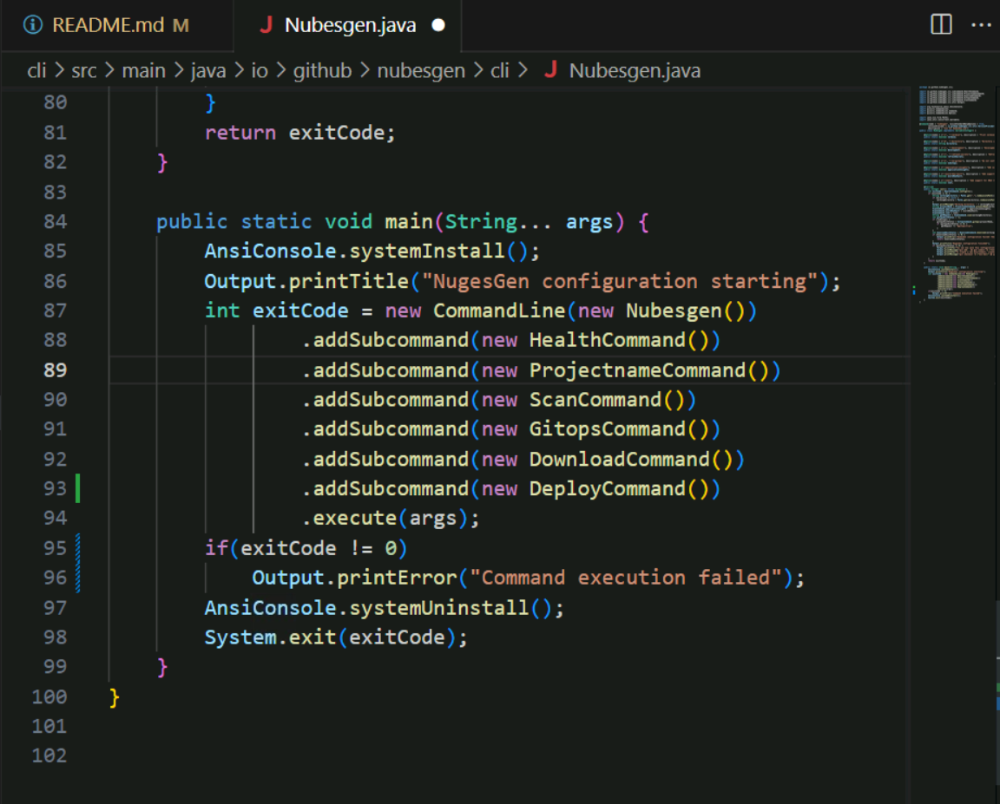 README.md M
Nubesgen.java
cli > src > main > java > io > github > nubesgen > cli > Nubesgen.java
80 }
81 return exitCode;
82 }
83
84 public static void main(String... args) {
85 AnsiConsole.systemInstall();
86 Output.printTitle("NugesGen configuration starting");
87 int exitCode = new CommandLine(new Nubesgen())
88 .addSubcommand(new HealthCommand())
89 .addSubcommand(new ProjectnameCommand())
90 .addSubcommand(new ScanCommand())
91 .addSubcommand(new GitopsCommand())
92 .addSubcommand(new DownloadCommand())
93 .addSubcommand(new DeployCommand())
94 .execute(args);
95 if(exitCode != 0)
96 Output.printError("Command execution failed");
97 AnsiConsole.systemUninstall();
98 System.exit(exitCode);
99 }
100 }
101
102